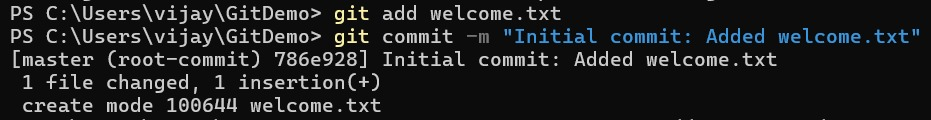 PS C:\Users\vijay\GitDemo> git add welcome.txt
PS C:\Users\vijay\GitDemo> git commit -m "Initial commit: Added welcome.txt"
[master (root-commit) 786e928] Initial commit: Added welcome.txt
 1 file changed, 1 insertion(+)
 create mode 100644 welcome.txt